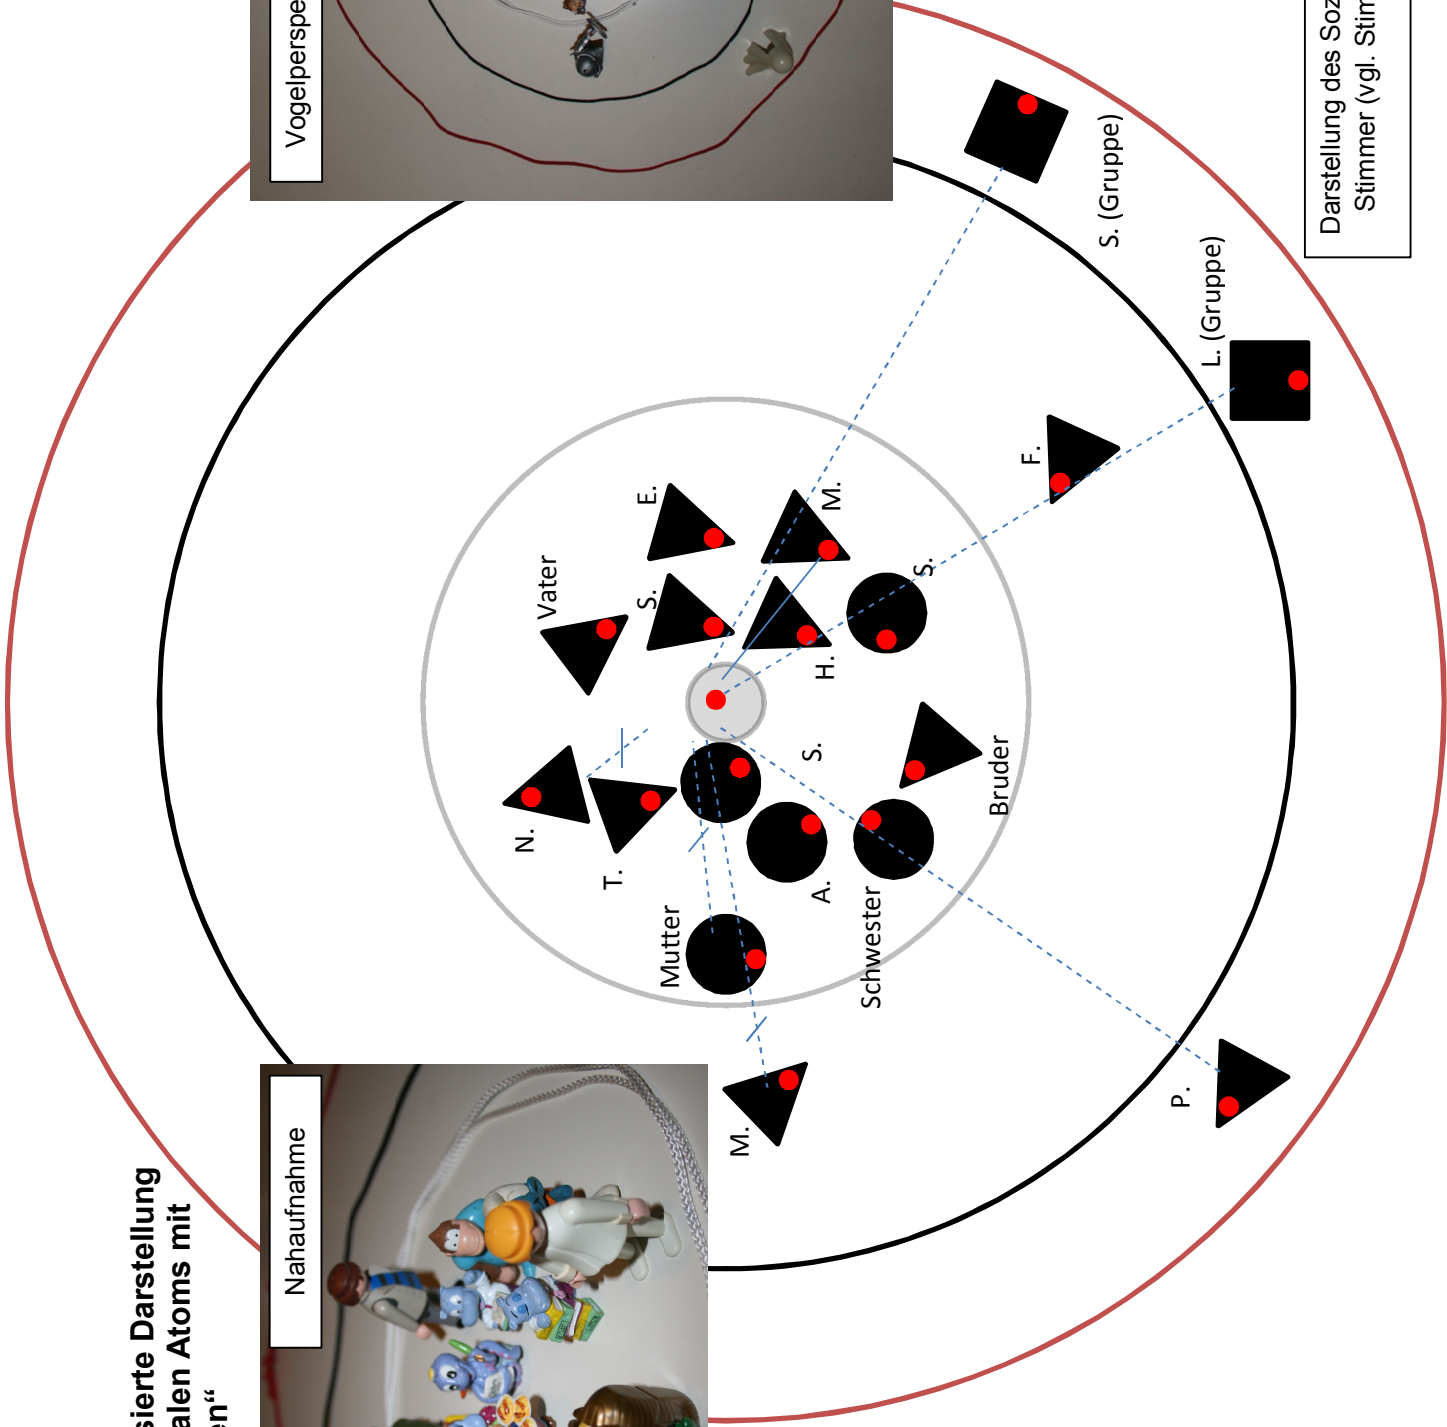 sierte Darstellung
alen Atoms mit
en“
Nahaufnahme
Vogelperspe
Vater
E.
S.
M.
H.
S.
N.
T.
S.
A.
Mutter
Schwester
Bruder
M.
F.
P.
L. (Gruppe)
S. (Gruppe)
Darstellung des Soz
Stimmer (vgl. Stim